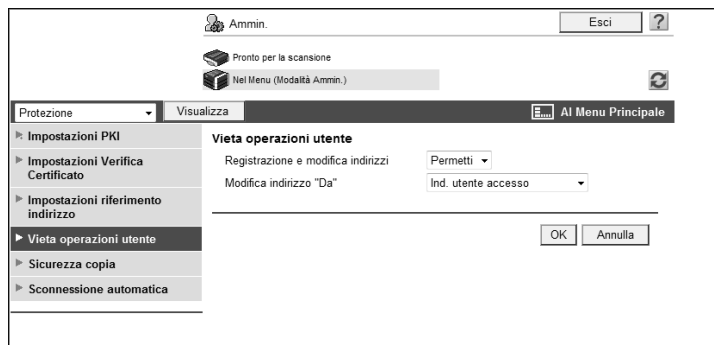 Ammin.
Esci
?
Pronto per la scansione
Nel Menu (Modalità Ammin.)
Protezione
Visualizza
Al Menu Principale
Impostazioni PKI
Impostazioni Verifica
Certificato
Impostazioni riferimento
indirizzo
Vieta operazioni utente
Sicurezza copia
Sconnessione automatica
Vieta operazioni utente
Registrazione e modifica indirizzi
Permetti
Modifica indirizzo "Da"
Ind. utente accesso
OK
Annulla